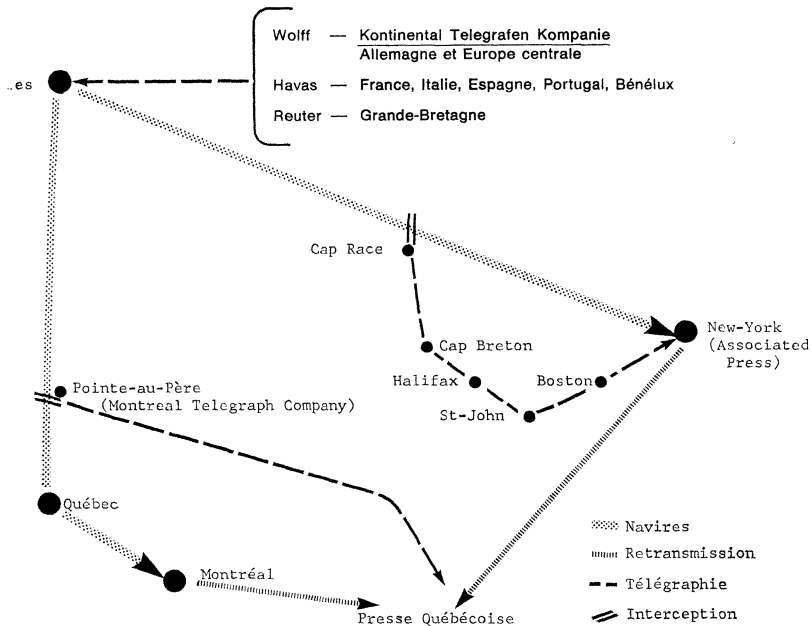 Wolff — Kontinental Telegrafen Kompanie
Allemagne et Europe centrale
Havas — France, Italie, Espagne, Portugal, Bénélux
Reuter — Grande-Bretagne
Cap Race
Cap Breton
New-York
(Associated
Press)
Halifax
Boston
St-John
Pointe-au-Père
(Montreal Telegraph Company)
Québec
Montréal
Presse Québécoise
Navires
Retransmission
Télégraphie
Interception